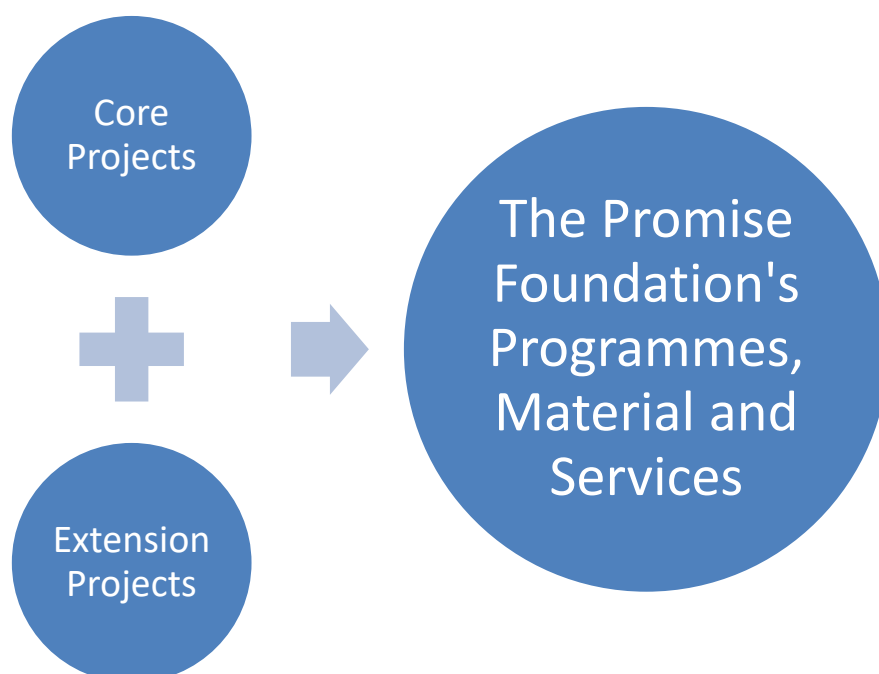 Core
Projects
Extension
Projects
The Promise
Foundation's
Programmes,
Material and
Services